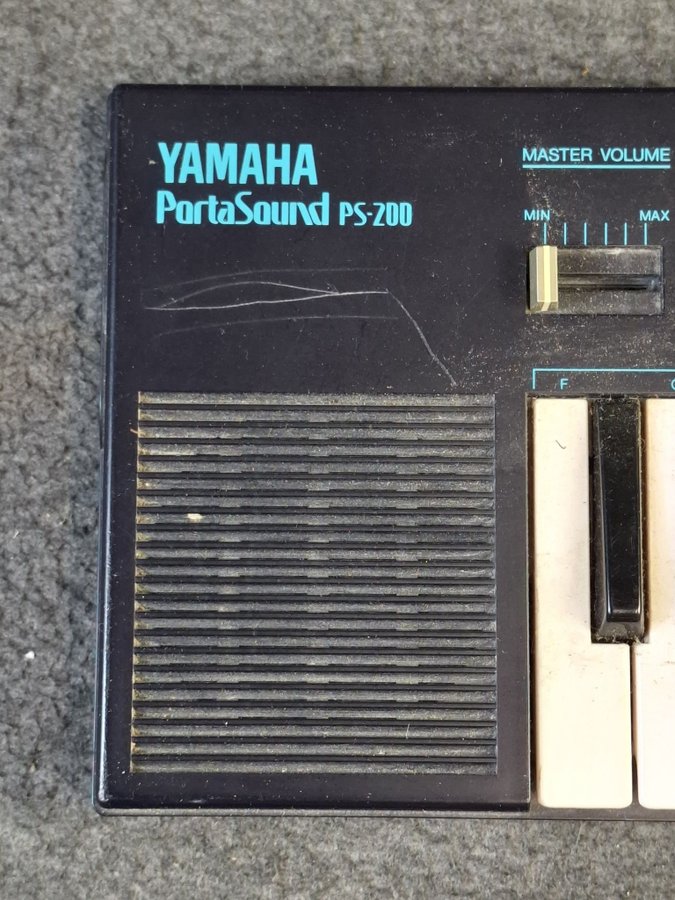 YAMAHA
PortaSound PS-200
MASTER VOLUME
MIN MAX
F